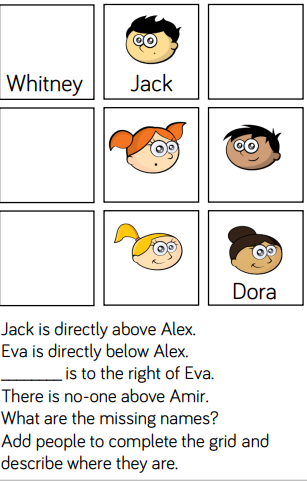 Whitney Jack
Dora
Jack is directly above Alex.
Eva is directly below Alex.
________ is to the right of Eva.
There is no-one above Amir.
What are the missing names?
Add people to complete the grid and
describe where they are.